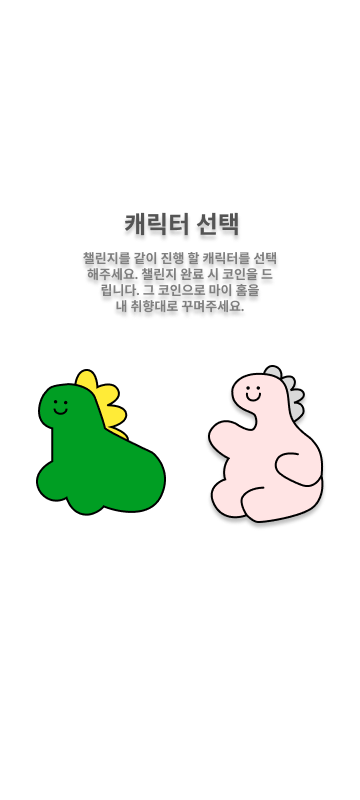 캐릭터 선택
챌린지를 같이 진행 할 캐릭터를 선택
해주세요. 챌린지 완료 시 코인을 드
립니다. 그 코인으로 마이 홈을
내 취향대로 꾸며주세요.